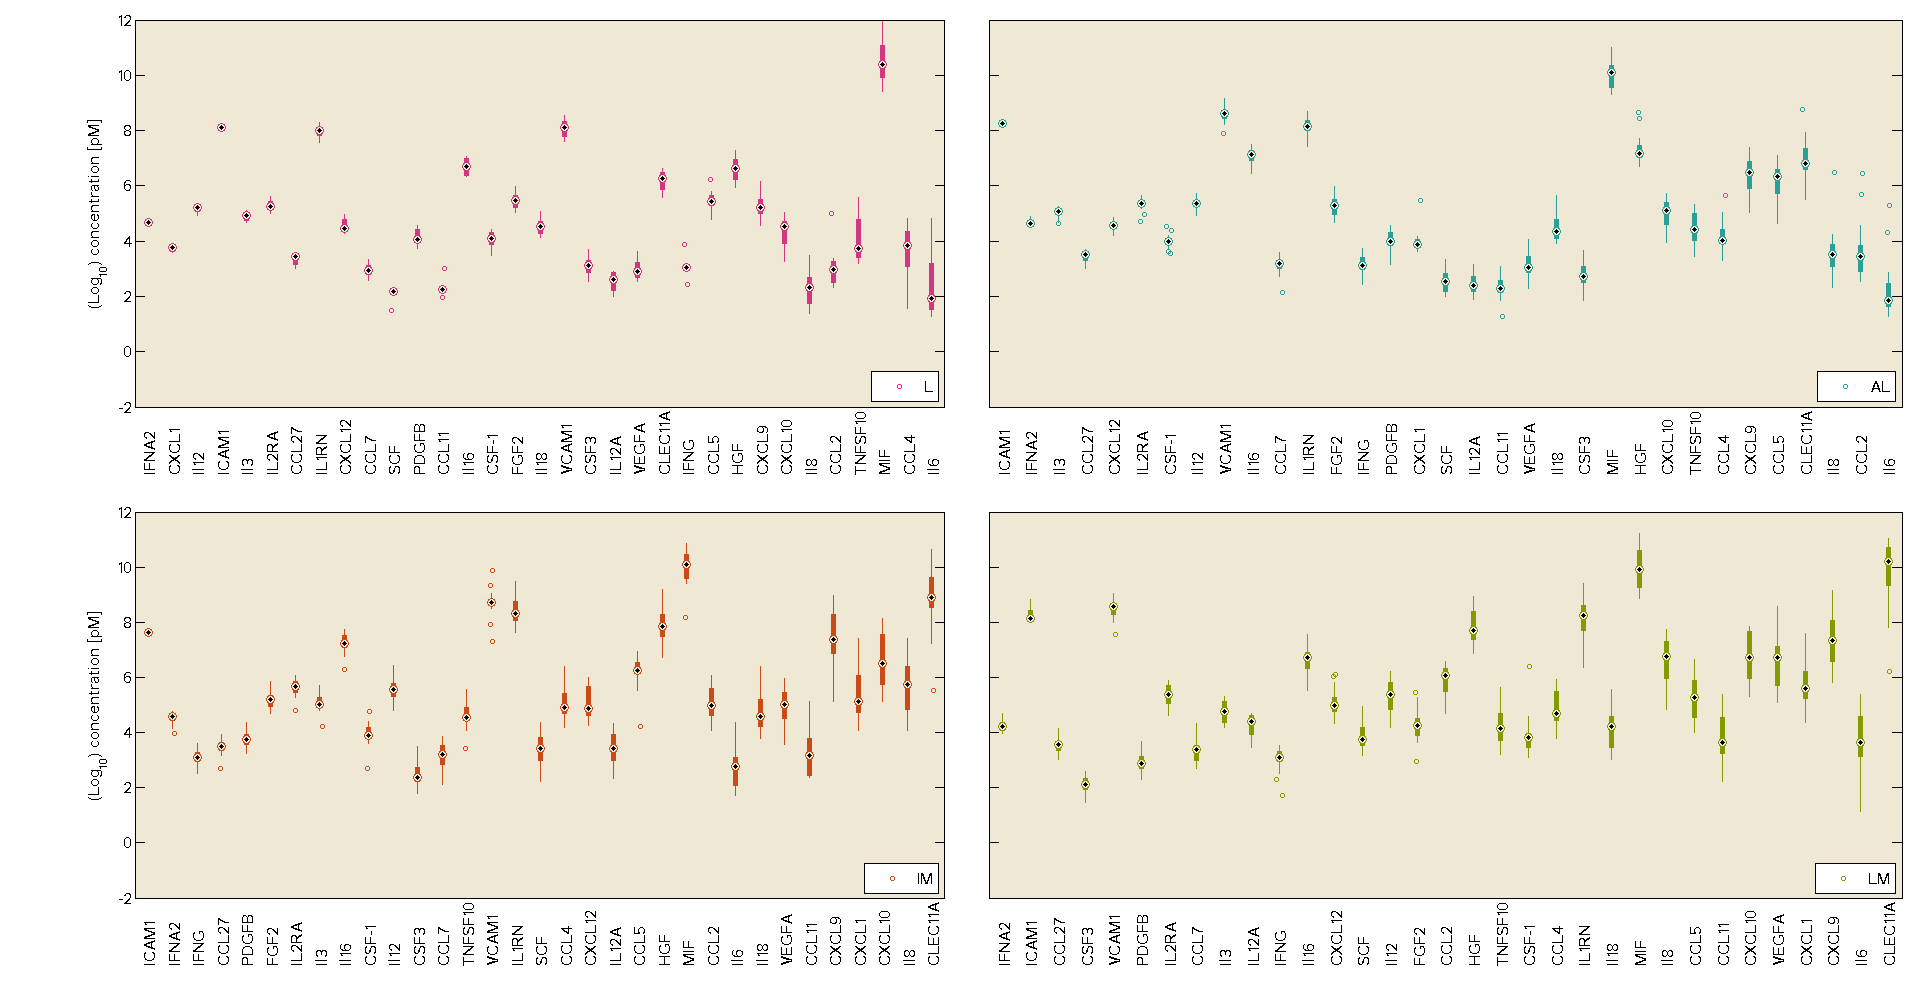 12
10
8
6
4
2
0
-2
(Log10) concentration [pM]
L
AL
IFNA2 CXCL1 Il12 ICAM1 Il3 IL2RA CCL27 IL1RN CXCL12 CCL7 SCF PDGFB CCL11 Il16 CSF-1 FGF2 Il18 VCAM1 CSF3 IL12A VEGFA CLEC11A IFNG CCL5 HGF CXCL9 CXCL10 Il8 CCL2 TNFSF10 MIF CCL4 Il6
ICAM1 IFNA2 Il3 CCL27 CXCL12 IL2RA CSF-1 Il12 VCAM1 Il16 CCL7 IL1RN FGF2 IFNG PDGFB CXCL1 SCF IL12A CCL11 VEGFA Il18 CSF3 MIF HGF CXCL10 TNFSF10 CCL4 CXCL9 CCL5 CLEC11A Il8 CCL2 Il6
12
10
8
6
4
2
0
-2
(Log10) concentration [pM]
IM
LM
ICAM1 IFNA2 IFNG CCL27 PDGFB FGF2 IL2RA Il3 Il16 CSF-1 Il12 CSF3 CCL7 TNFSF10 VCAM1 IL1RN SCF CCL4 CXCL12 IL12A CCL5 HGF MIF CCL2 Il6 Il18 VEGFA CCL11 CXCL9 CXCL1 CXCL10 Il8 CLEC11A
IFNA2 ICAM1 CCL27 CSF3 VCAM1 PDGFB IL2RA CCL7 Il3 IL12A IFNG Il16 CXCL12 SCF Il12 FGF2 CCL2 HGF TNFSF10 CSF-1 CCL4 IL1RN Il18 MIF Il8 CCL5 CCL11 CXCL10 VEGFA CXCL1 CXCL9 Il6 CLEC11A